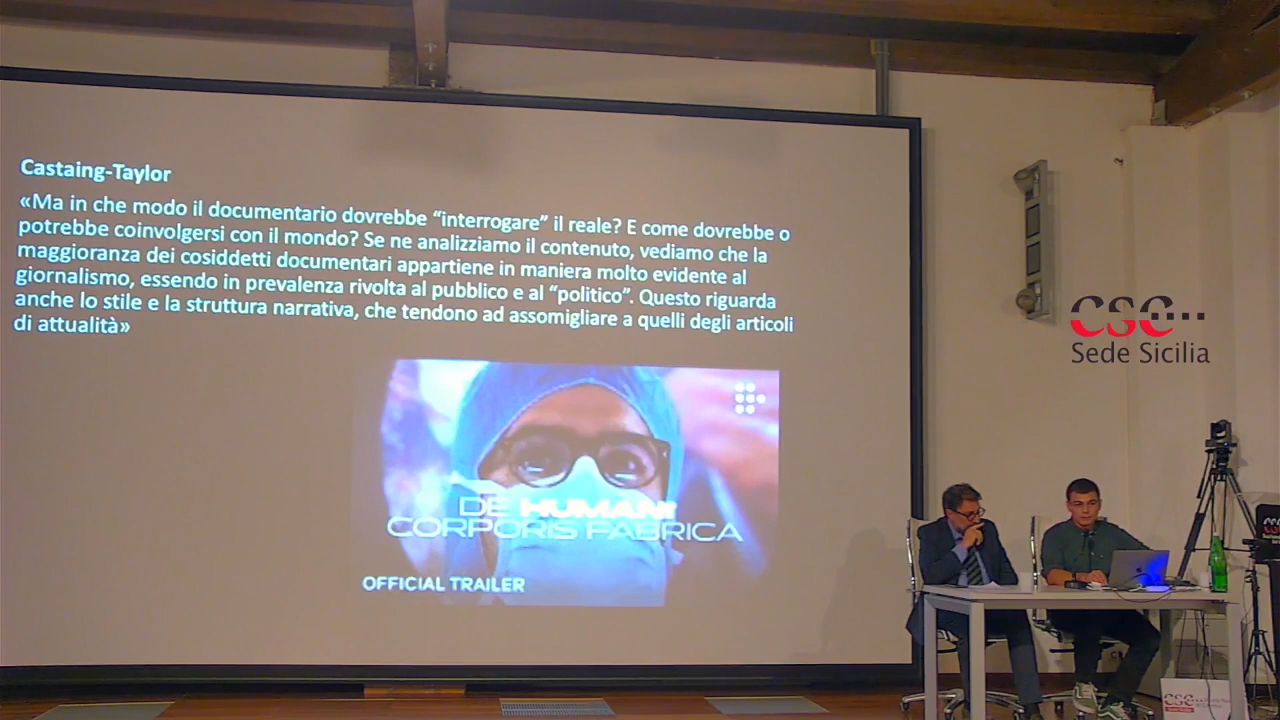 Castaing-Taylor
«Ma in che modo il documentario dovrebbe “interrogare” il reale? E come dovrebbe o
potrebbe coinvolgersi con il mondo? Se ne analizziamo il contenuto, vediamo che la
maggioranza dei cosiddetti documentari appartiene in maniera molto evidente al
giornalismo, essendo in prevalenza rivolta al pubblico e al “politico”. Questo riguarda
anche lo stile e la struttura narrativa, che tendono ad assomigliare a quelli degli articoli
di attualità»
DE HUMANI
CORPORIS FABRICA
OFFICIAL TRAILER
CSC
Sede Sicilia
CSC